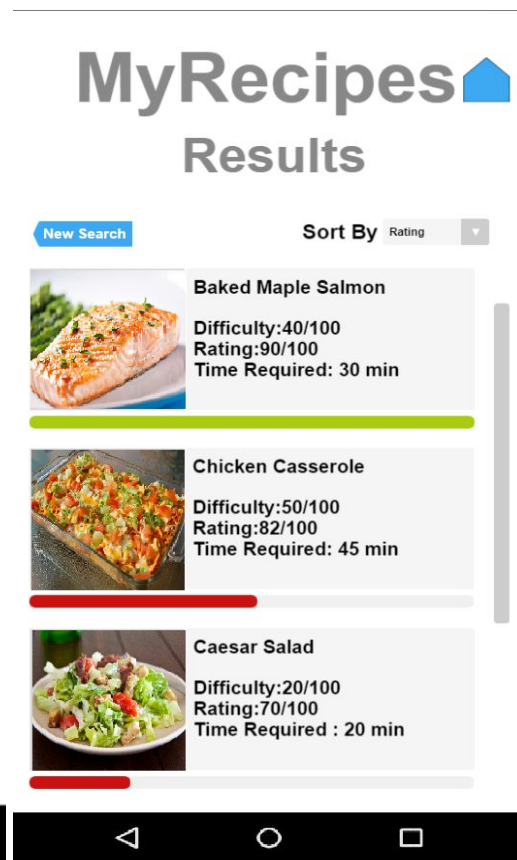 MyRecipes
Results
New Search
Sort By Rating
Baked Maple Salmon
Difficulty:40/100
Rating:90/100
Time Required: 30 min
Chicken Casserole
Difficulty:50/100
Rating:82/100
Time Required: 45 min
Caesar Salad
Difficulty:20/100
Rating:70/100
Time Required : 20 min